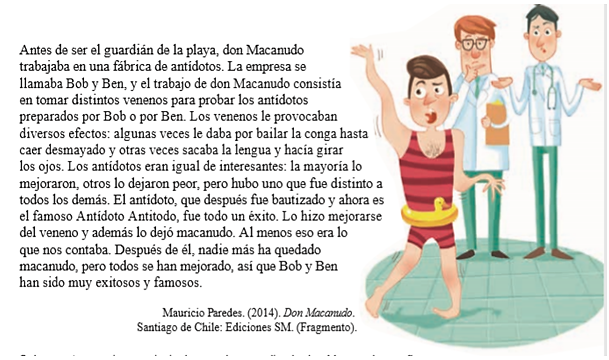 Antes de ser el guardián de la playa, don Macanudo
trabajaba en una fábrica de antídotos. La empresa se
llamaba Bob y Ben, y el trabajo de don Macanudo consistía
en tomar distintos venenos para probar los antídotos
preparados por Bob o por Ben. Los venenos le provocaban
diversos efectos: algunas veces le daba por bailar la conga hasta
caer desmayado y otras veces sacaba la lengua y hacía girar
los ojos. Los antídotos eran igual de interesantes: la mayoría lo
mejoraron, otros lo dejaron peor, pero hubo uno que fue distinto a
todos los demás. El antídoto, que después fue bautizado y ahora es
el famoso Antídoto Antitodo, fue todo un éxito. Lo hizo mejorarse
del veneno y además lo dejó macanudo. Al menos eso era lo
que nos contaba. Después de él, nadie más ha quedado
macanudo, pero todos se han mejorado, así que Bob y Ben
han sido muy exitosos y famosos.
Mauricio Paredes. (2014). Don Macanudo.
Santiago de Chile: Ediciones SM. (Fragmento).